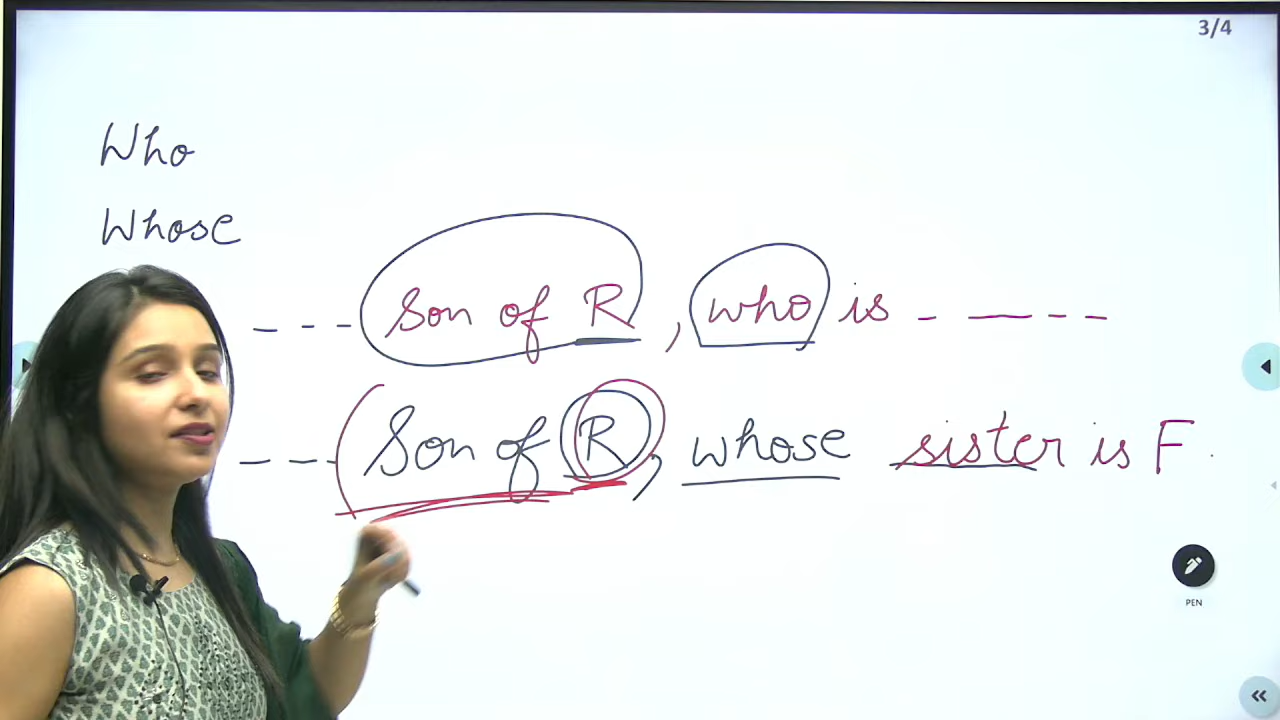 3/4
Who
Whose
--- Son of R, who is -----
--- (Son of R, whose sister is F.
PEN